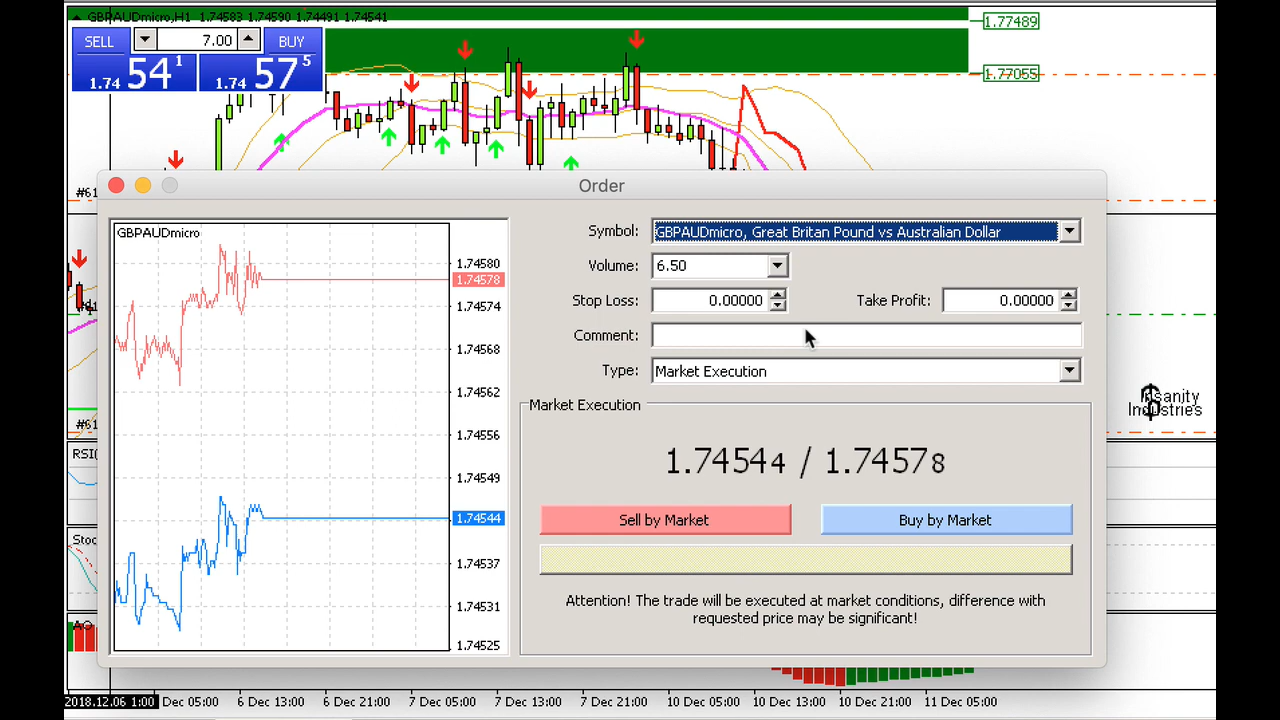 GBPAUDmicro,H1 1.74583 1.74590 1.74491 1.74541
1.77489
SELL 7.00 BUY
1.74 54 1 1.74 57 5
1.77055
#61
Order
GBPAUDmicro
1.74580
1.74578
1.74574
1.74568
1.74562
1.74556
1.74549
1.74544
1.74537
1.74531
1.74525
Symbol: GBPAUDmicro, Great Britan Pound vs Australian Dollar
Volume: 6.50
Stop Loss: 0.00000 Take Profit: 0.00000
Comment:
Type: Market Execution
Market Execution
1.74544 / 1.74578
Sell by Market Buy by Market
Attention! The trade will be executed at market conditions, difference with
requested price may be significant!
$
Insanity
Industries
#61
RSI(
Stoc
AO
2018.12.06 1:00 Dec 05:00 6 Dec 13:00 6 Dec 21:00 7 Dec 05:00 7 Dec 13:00 7 Dec 21:00 10 Dec 05:00 10 Dec 13:00 10 Dec 21:00 11 Dec 05:00